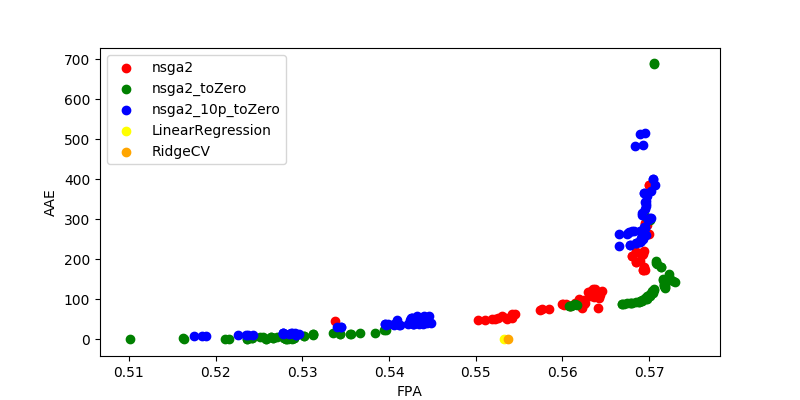 700
600
500
400
300
200
100
0
AAE
nsga2
nsga2_toZero
nsga2_10p_toZero
LinearRegression
RidgeCV
0.51 0.52 0.53 0.54 0.55 0.56 0.57
FPA